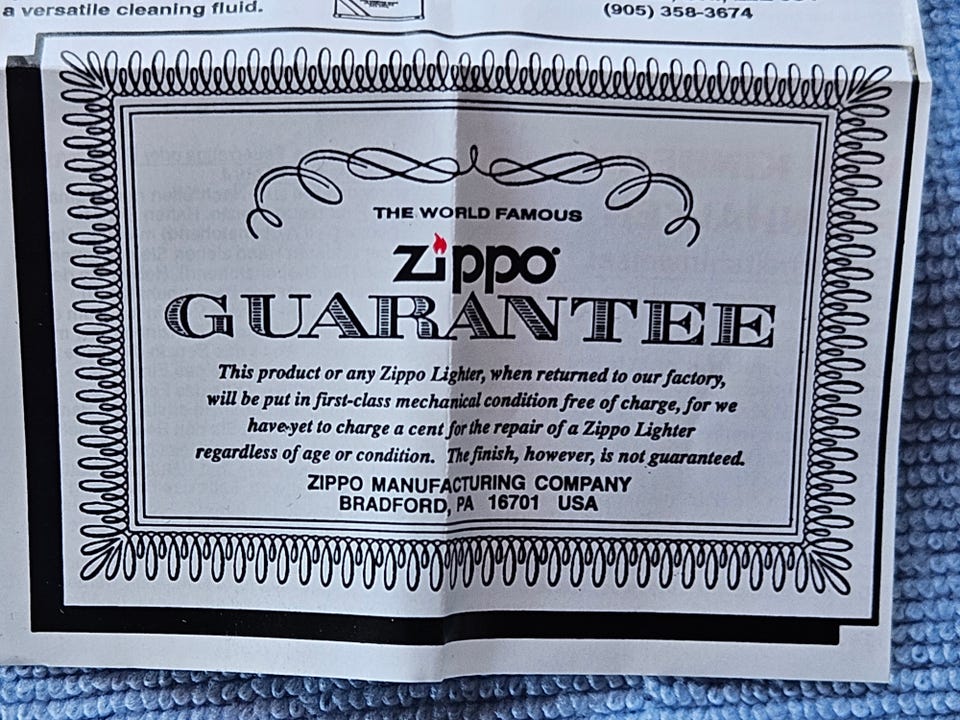 a versatile cleaning fluid.
(905) 358-3674
THE WORLD FAMOUS
Zippo
GUARANTEE
This product or any Zippo Lighter, when returned to our factory,
will be put in first-class mechanical condition free of charge, for we
have yet to charge a cent for the repair of a Zippo Lighter
regardless of age or condition. The finish, however, is not guaranteed.
ZIPPO MANUFACTURING COMPANY
BRADFORD, PA 16701 USA